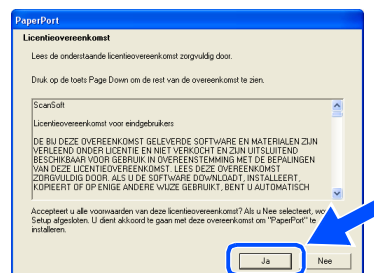 PaperPort
Licentieovereenkomst
Lees de onderstaande licentieovereenkomst zorgvuldig door.
Druk op de toets Page Down om de rest van de overeenkomst te zien.
ScanSoft
Licentieovereenkomst voor eindgebruikers
DE BIJ DEZE OVEREENKOMST GELEVERDE SOFTWARE EN MATERIALEN ZIJN
VERLEEND ONDER LICENTIE EN NIET VERKOCHT EN ZIJN UITSLUITEND
BESCHIKBAAR VOOR GEBRUIK IN OVEREENSTEMMING MET DE BEPALINGEN
VAN DEZE LICENTIEOVEREENKOMST. LEES DEZE OVEREENKOMST
ZORGVULDIG DOOR. ALS U DE SOFTWARE DOWNLOADT, INSTALLEERT,
KOPIEERT OF OP ENIGE ANDERE WIJZE GEBRUIKT, BENT U AUTOMATISCH
Accepteert u alle voorwaarden van deze licentieovereenkomst? Als u Nee selecteert,
Setup afgesloten. U dient akkoord te gaan met deze overeenkomst om "PaperPort" te
installeren.
Ja
Nee